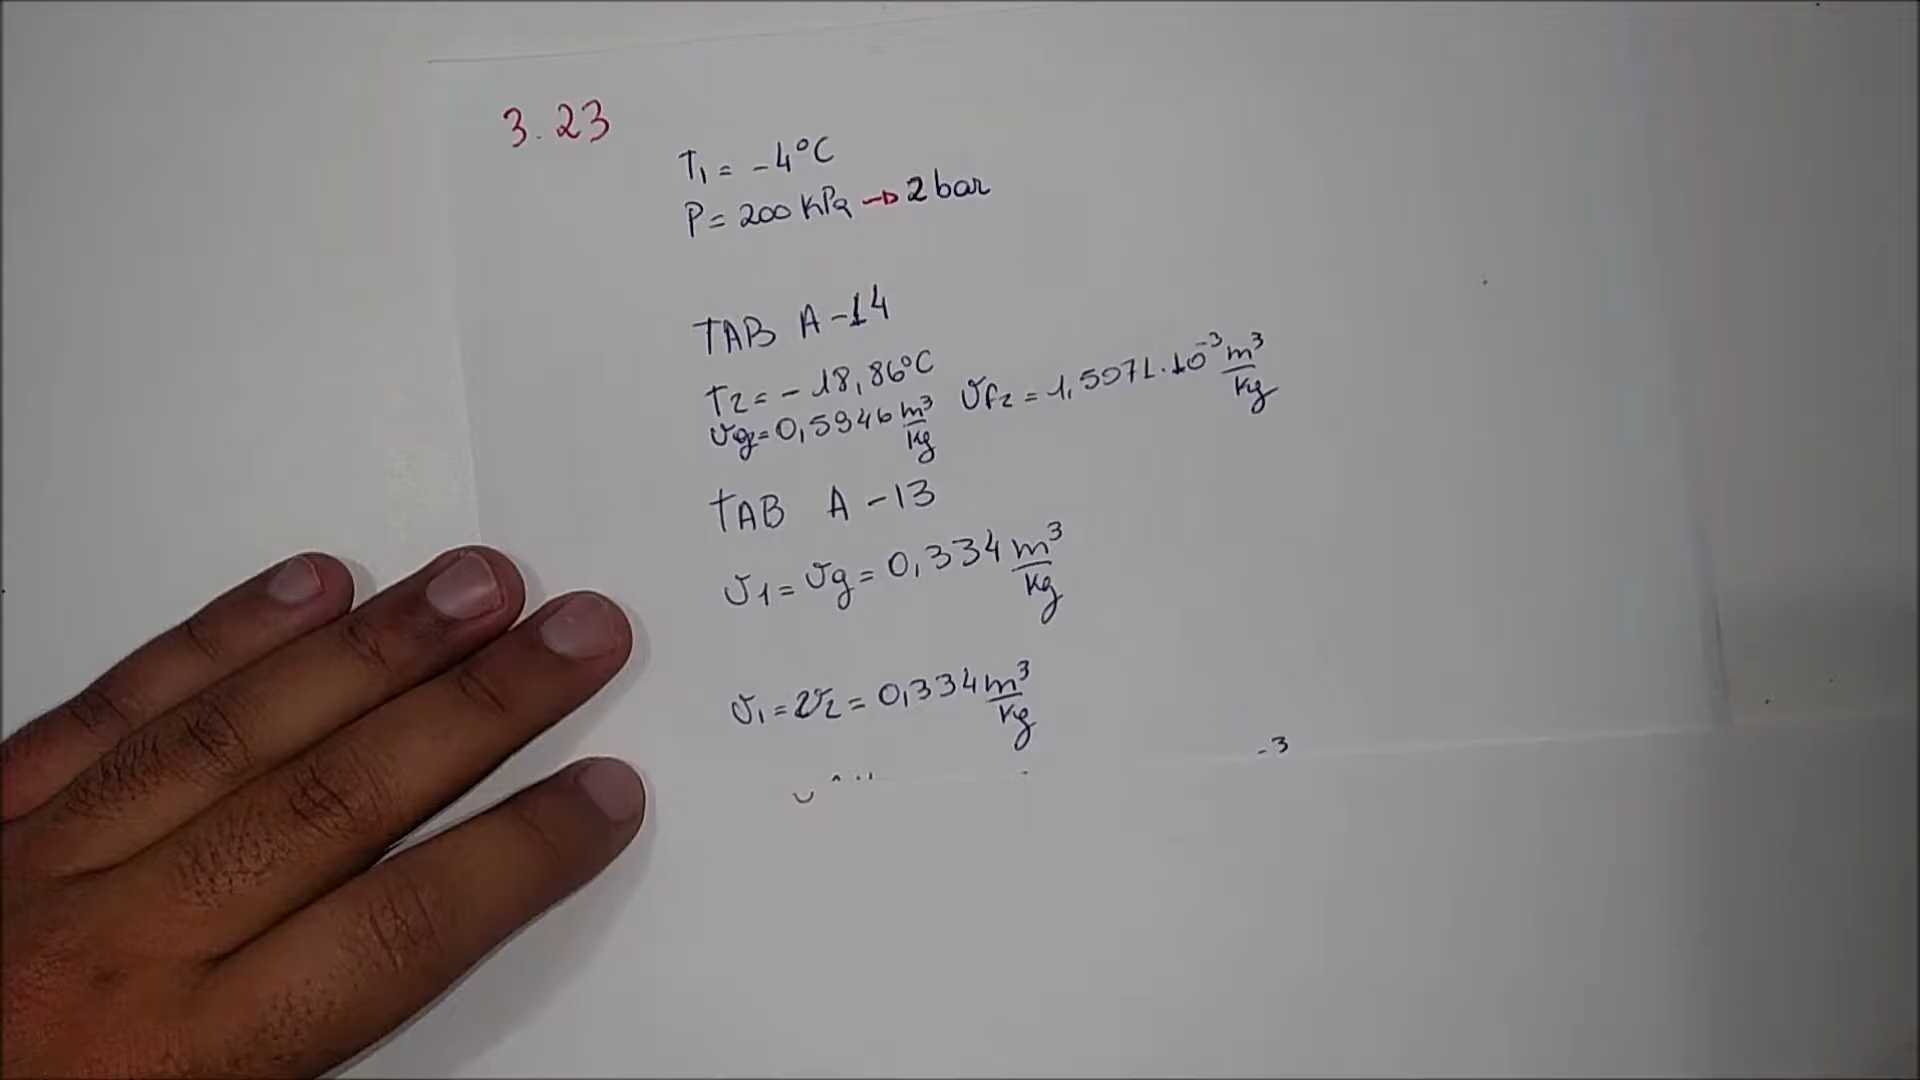 3.23
T1 = -4°C
P = 200 kPa → 2 bar
TAB A-14
T2 = -18,86°C
vg = 0,5946 m³/kg vf2 = 1,5071.10⁻³ m³/kg
TAB A-13
v1 = vg = 0,334 m³/kg
v1 = v2 = 0,334 m³/kg
-3